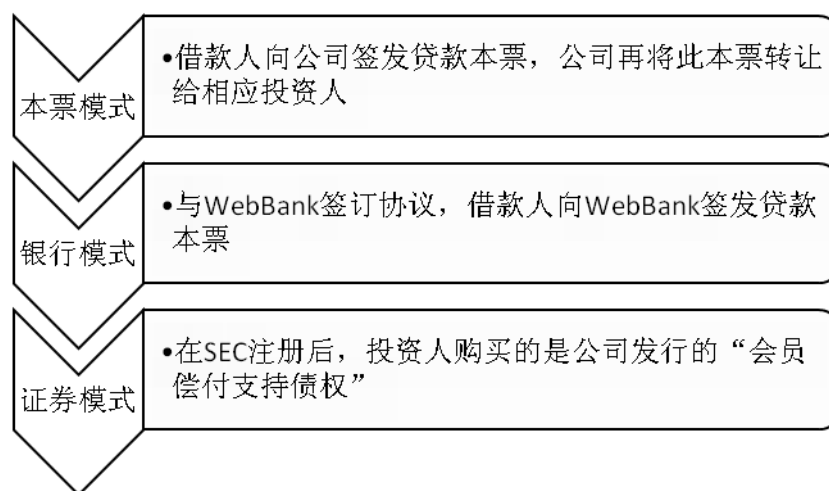 本票模式
•借款人向公司签发贷款本票，公司再将此本票转让
给相应投资人
银行模式
•与WebBank签订协议，借款人向WebBank签发贷款
本票
证券模式
•在SEC注册后，投资人购买的是公司发行的“会员
偿付支持债权”